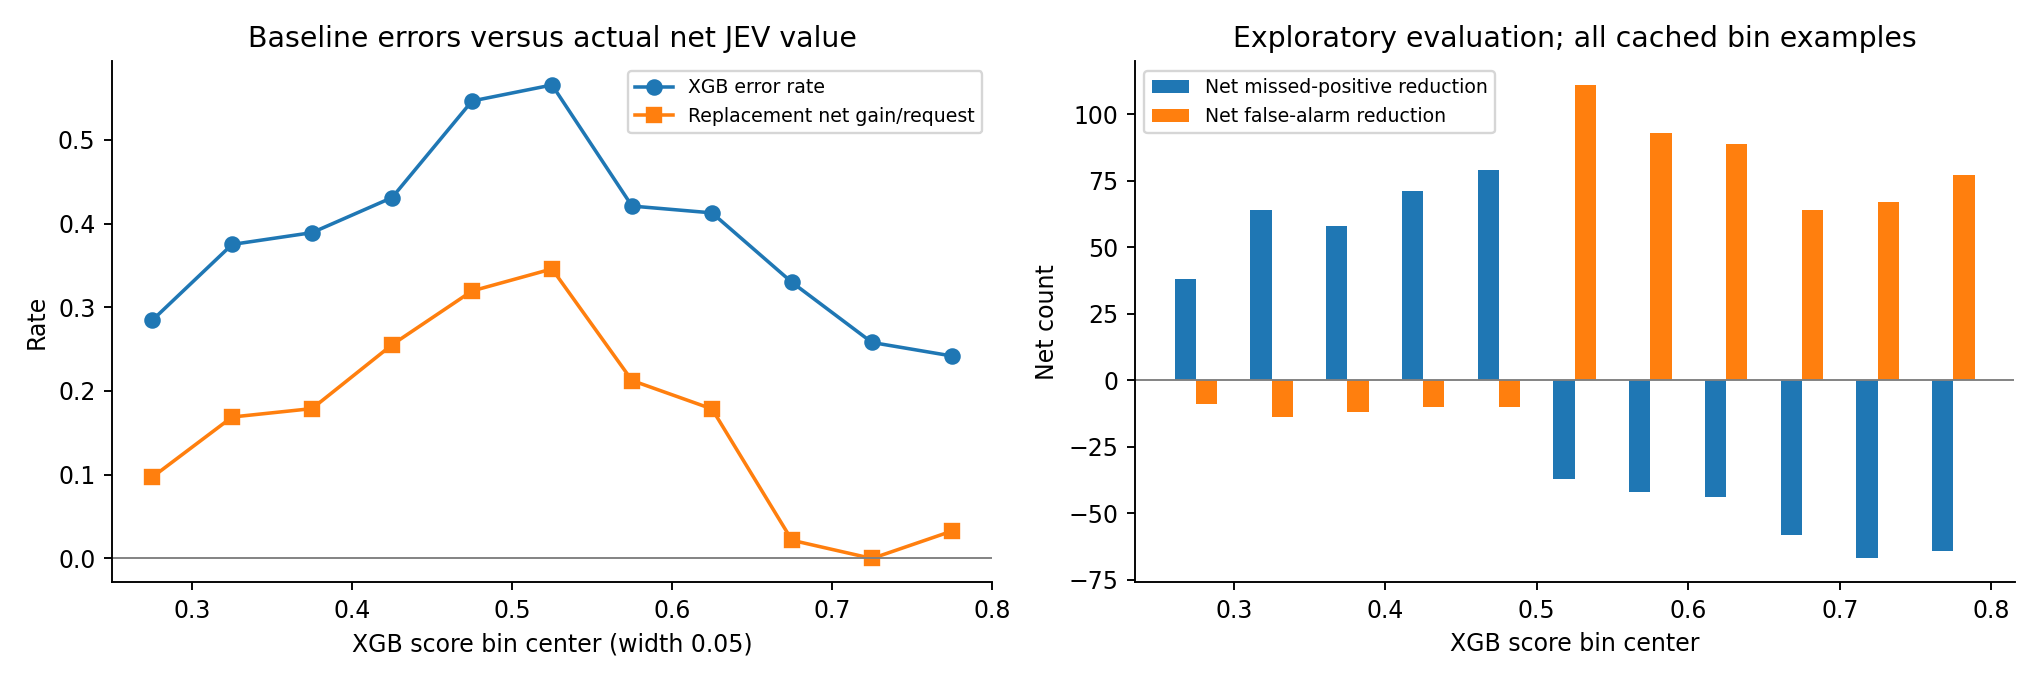 Baseline errors versus actual net JEV value
XGB error rate
Replacement net gain/request
Rate
0.5
0.4
0.3
0.2
0.1
0.0
0.3 0.4 0.5 0.6 0.7 0.8
XGB score bin center (width 0.05)
Exploratory evaluation; all cached bin examples
Net missed-positive reduction
Net false-alarm reduction
Net count
100
75
50
25
0
−25
−50
−75
0.3 0.4 0.5 0.6 0.7 0.8
XGB score bin center